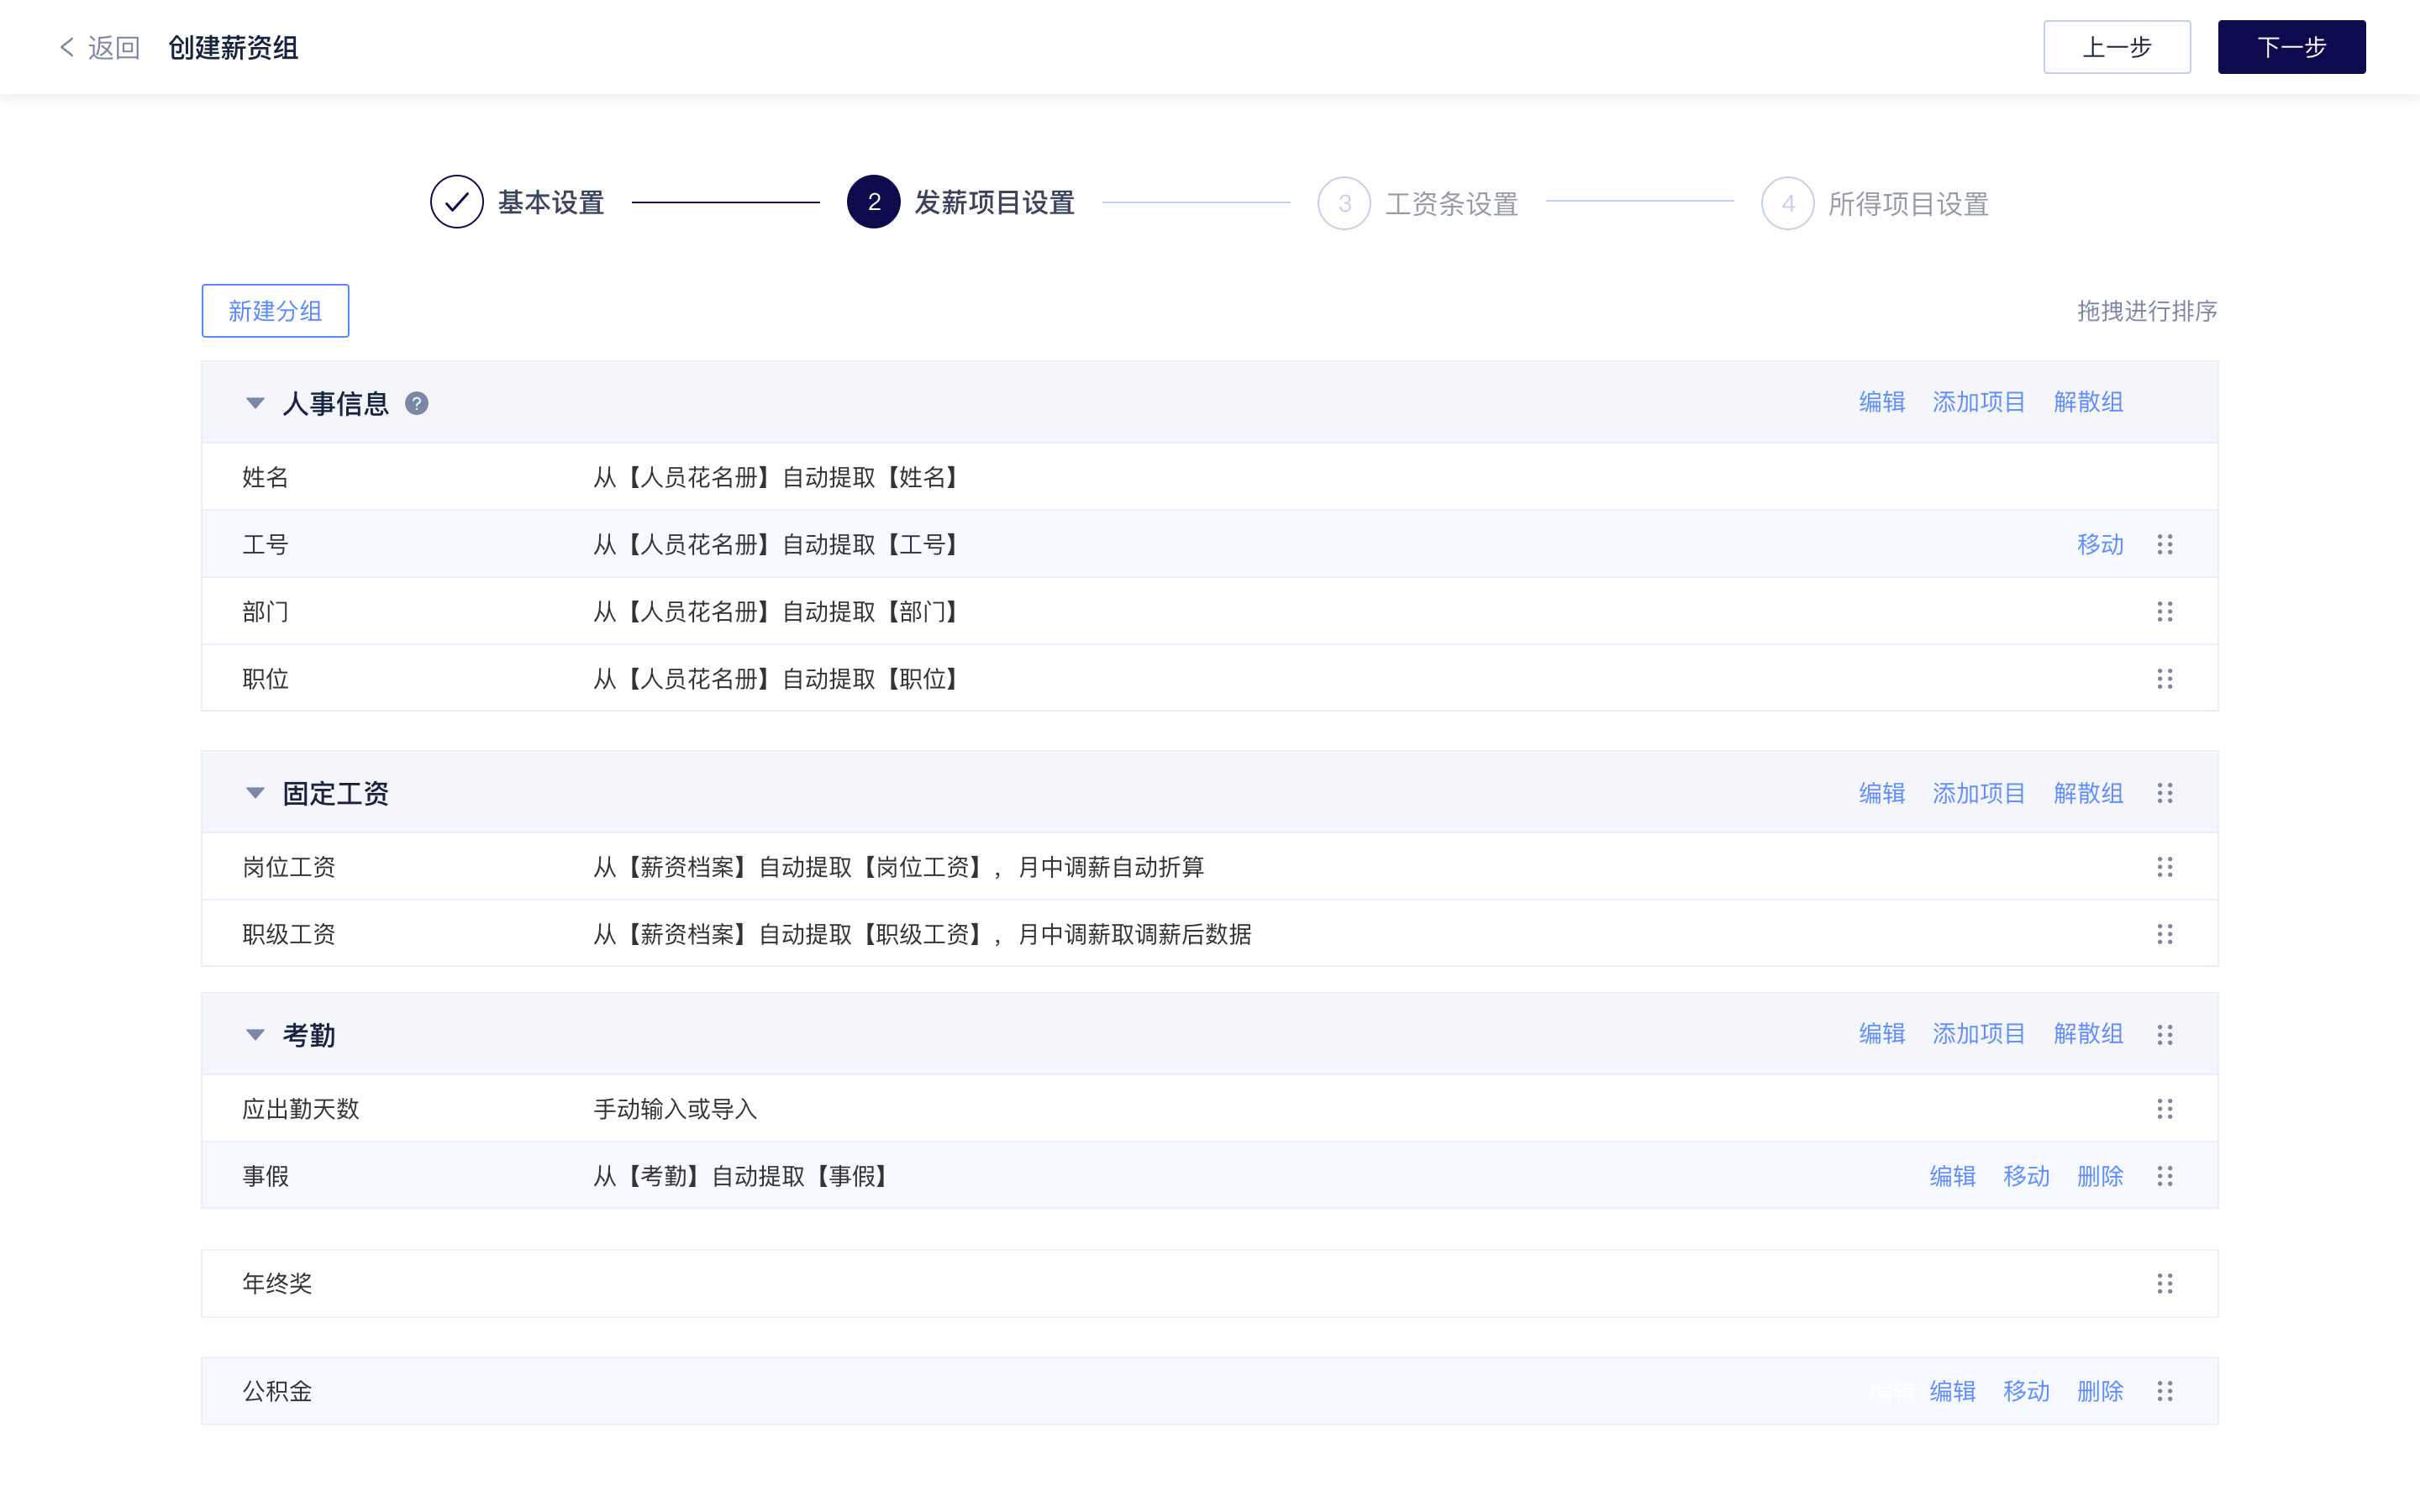 返回 创建薪资组 上一步 下一步
基本设置 2 发薪项目设置 3 工资条设置 4 所得项目设置
新建分组 拖拽进行排序
人事信息 ? 编辑 添加项目 解散组
姓名 从【人员花名册】自动提取【姓名】
工号 从【人员花名册】自动提取【工号】 移动
部门 从【人员花名册】自动提取【部门】
职位 从【人员花名册】自动提取【职位】
固定工资 编辑 添加项目 解散组
岗位工资 从【薪资档案】自动提取【岗位工资】，月中调薪自动折算
职级工资 从【薪资档案】自动提取【职级工资】，月中调薪取调薪后数据
考勤 编辑 添加项目 解散组
应出勤天数 手动输入或导入
事假 从【考勤】自动提取【事假】 编辑 移动 删除
年终奖
公积金 编辑 编辑 移动 删除